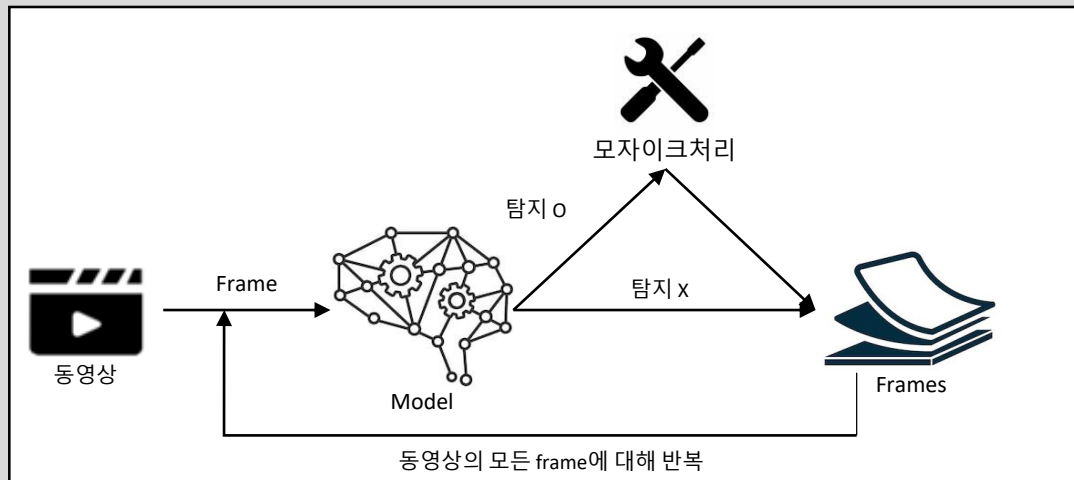 모자이크처리
탐지 O
Frame
탐지 X
동영상
Model
Frames
동영상의 모든 frame에 대해 반복